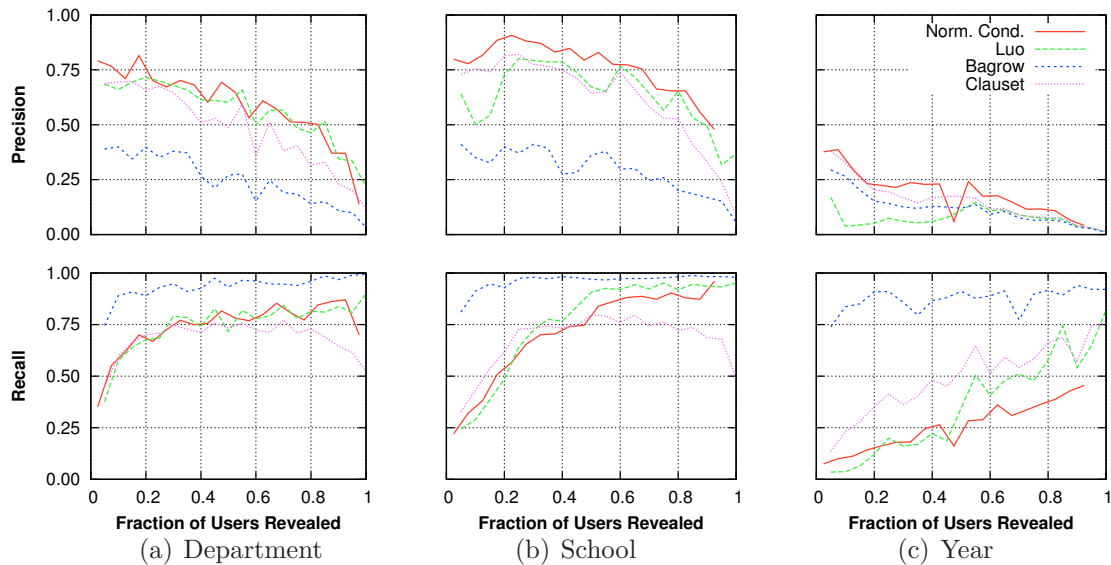 1.00
0.75
0.50
0.25
0.00
Precision
Norm. Cond.
Luo
Bagrow
Clauset
1.00
0.75
0.50
0.25
0.00
Recall
0 0.2 0.4 0.6 0.8 1
0 0.2 0.4 0.6 0.8 1
0 0.2 0.4 0.6 0.8 1
Fraction of Users Revealed
Fraction of Users Revealed
Fraction of Users Revealed
(a) Department
(b) School
(c) Year